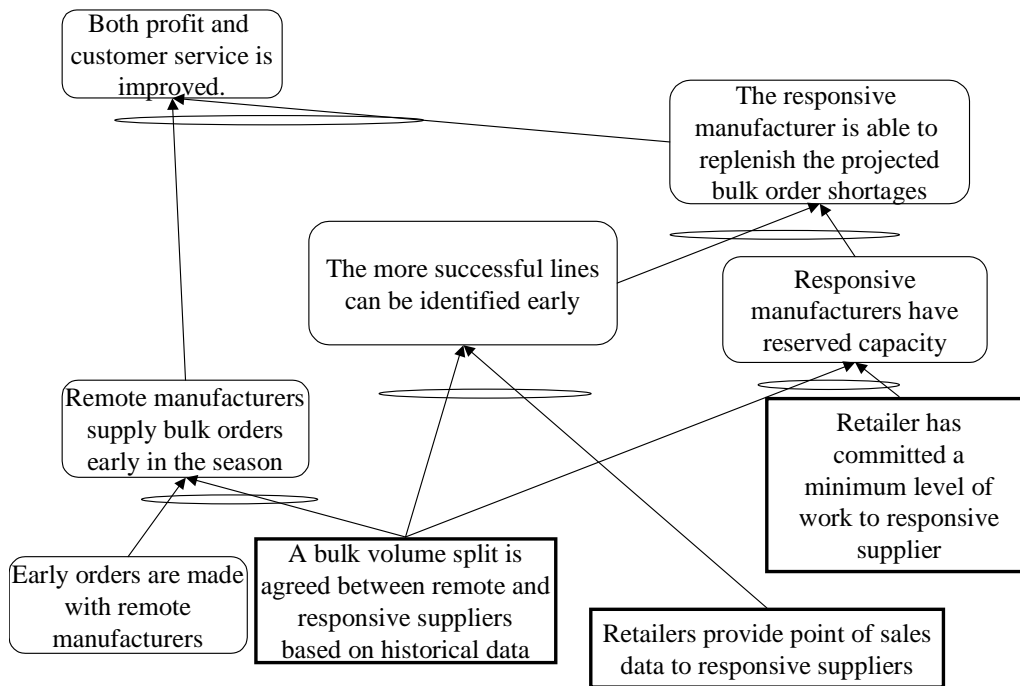 Both profit and
customer service is
improved.
The responsive
manufacturer is able to
replenish the projected
bulk order shortages
The more successful lines
can be identified early
Responsive
manufacturers have
reserved capacity
Remote manufacturers
supply bulk orders
early in the season
Retailer has
committed a
minimum level of
work to responsive
supplier
Early orders are made
with remote
manufacturers
A bulk volume split is
agreed between remote and
responsive suppliers
based on historical data
Retailers provide point of sales
data to responsive suppliers